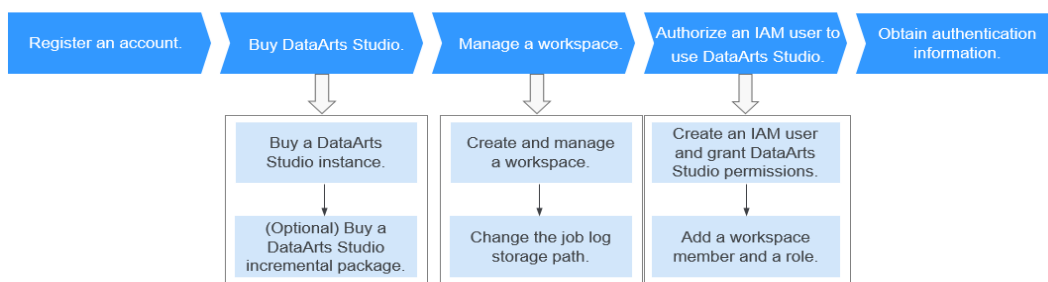 Register an account.
Buy DataArts Studio.
Manage a workspace.
Authorize an IAM user to
use DataArts Studio.
Obtain authentication
information.
Buy a DataArts
Studio instance.
(Optional) Buy a
DataArts Studio
incremental package.
Create and manage
a workspace.
Change the job log
storage path.
Create an IAM user
and grant DataArts
Studio permissions.
Add a workspace
member and a role.